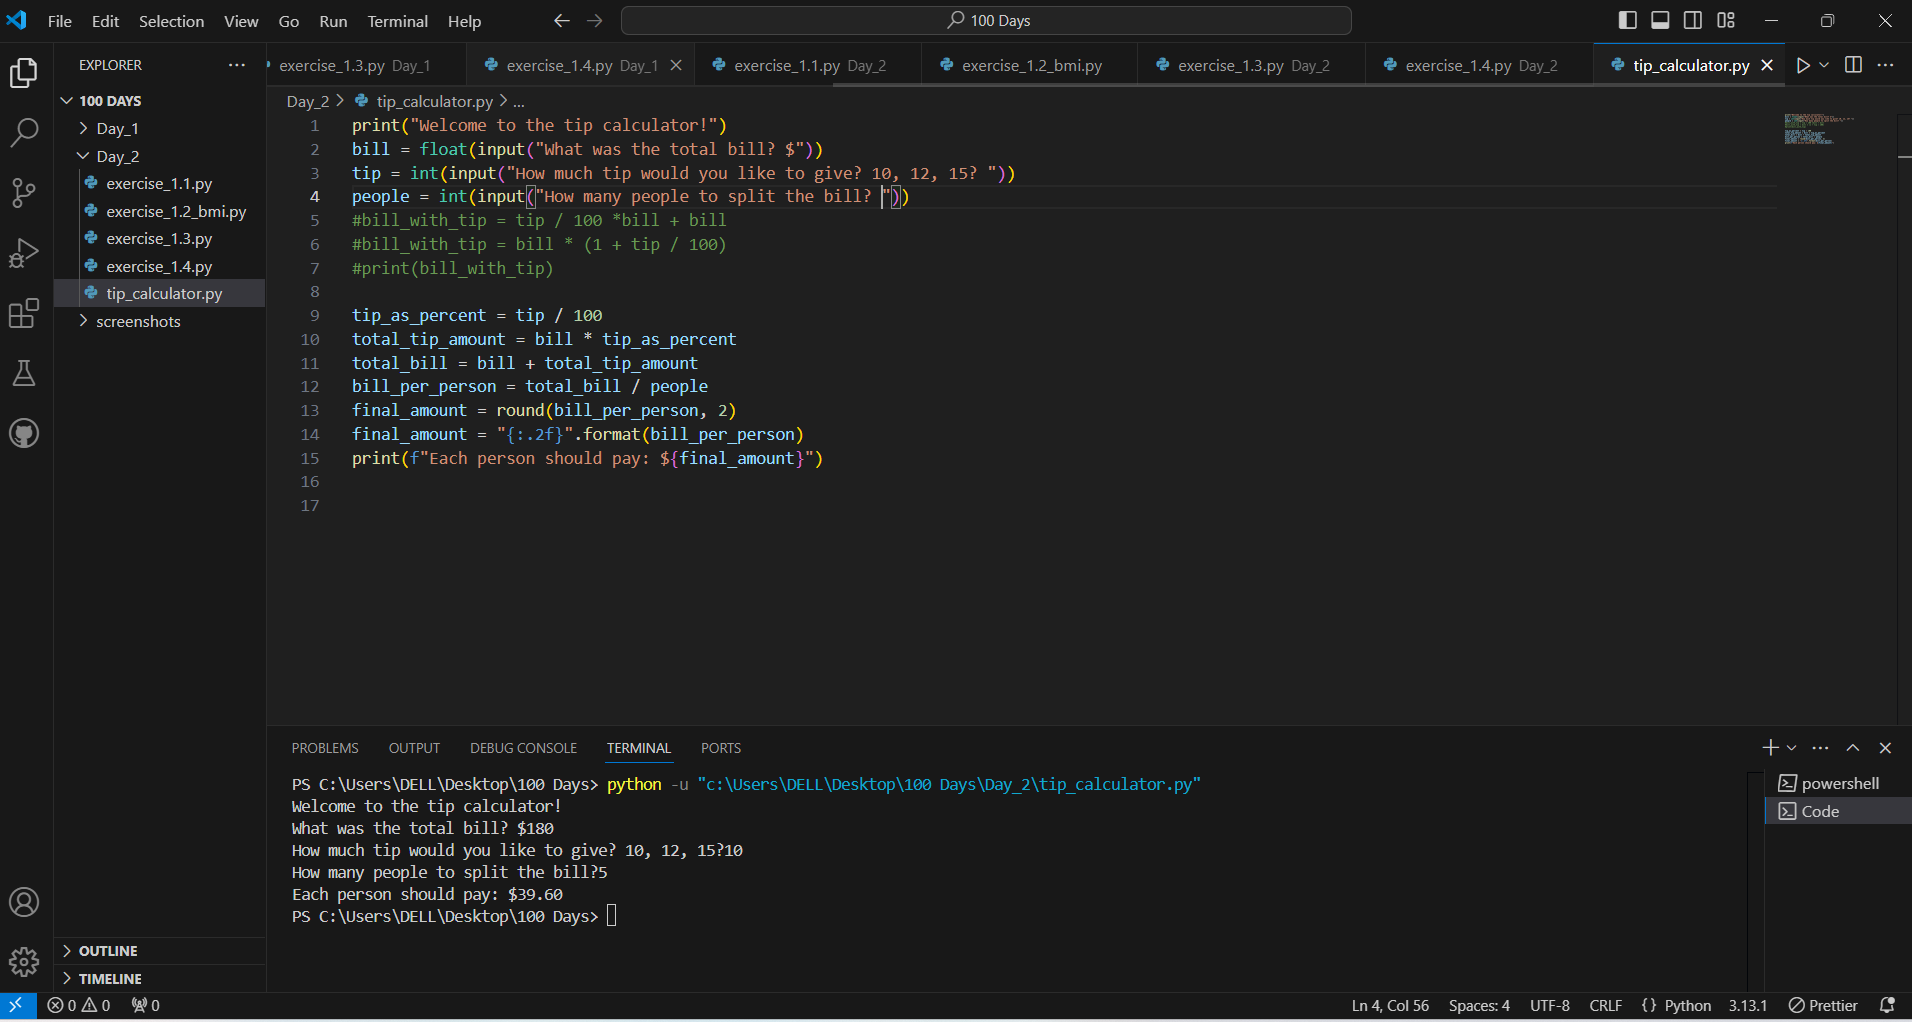 File Edit Selection View Go Run Terminal Help
100 Days
EXPLORER
exercise_1.3.py Day_1
exercise_1.4.py Day_1
exercise_1.1.py Day_2
exercise_1.2_bmi.py
exercise_1.3.py Day_2
exercise_1.4.py Day_2
tip_calculator.py
100 DAYS
Day_1
Day_2
exercise_1.1.py
exercise_1.2_bmi.py
exercise_1.3.py
exercise_1.4.py
tip_calculator.py
screenshots
Day_2 > tip_calculator.py > ...
1 print("Welcome to the tip calculator!")
2 bill = float(input("What was the total bill? $"))
3 tip = int(input("How much tip would you like to give? 10, 12, 15? "))
4 people = int(input("How many people to split the bill? "))
5 #bill_with_tip = tip / 100 *bill + bill
6 #bill_with_tip = bill * (1 + tip / 100)
7 #print(bill_with_tip)
8
9 tip_as_percent = tip / 100
10 total_tip_amount = bill * tip_as_percent
11 total_bill = bill + total_tip_amount
12 bill_per_person = total_bill / people
13 final_amount = round(bill_per_person, 2)
14 final_amount = "{:.2f}".format(bill_per_person)
15 print(f"Each person should pay: ${final_amount}")
16
17
PROBLEMS OUTPUT DEBUG CONSOLE TERMINAL PORTS
PS C:\Users\DELL\Desktop\100 Days> python -u "c:\Users\DELL\Desktop\100 Days\Day_2\tip_calculator.py"
Welcome to the tip calculator!
What was the total bill? $180
How much tip would you like to give? 10, 12, 15?10
How many people to split the bill?5
Each person should pay: $39.60
PS C:\Users\DELL\Desktop\100 Days>
powershell
Code
OUTLINE
TIMELINE
0 0 0
Ln 4, Col 56 Spaces: 4 UTF-8 CRLF {} Python 3.13.1 Prettier